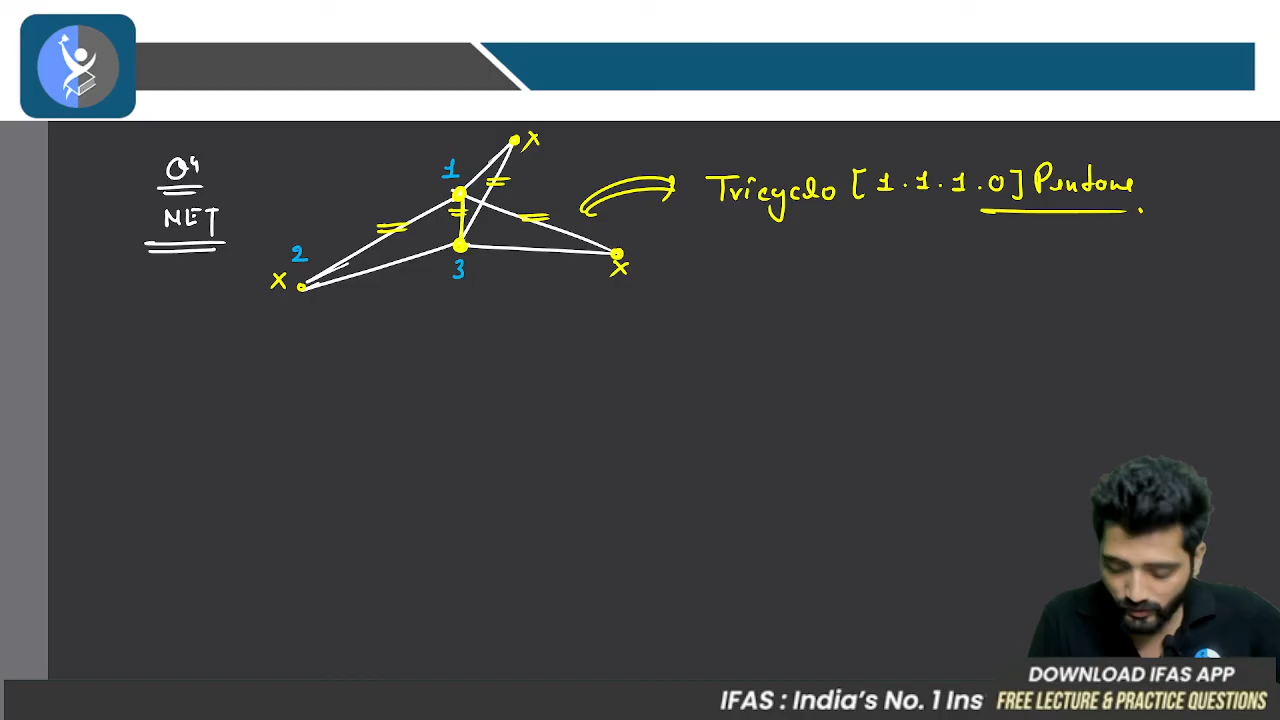 Q4
NET
1
2
3
X
X
X
Tricyclo [1.1.1.0] Pentane.
DOWNLOAD IFAS APP
IFAS : India's No. 1 Ins
FREE LECTURE & PRACTICE QUESTIONS